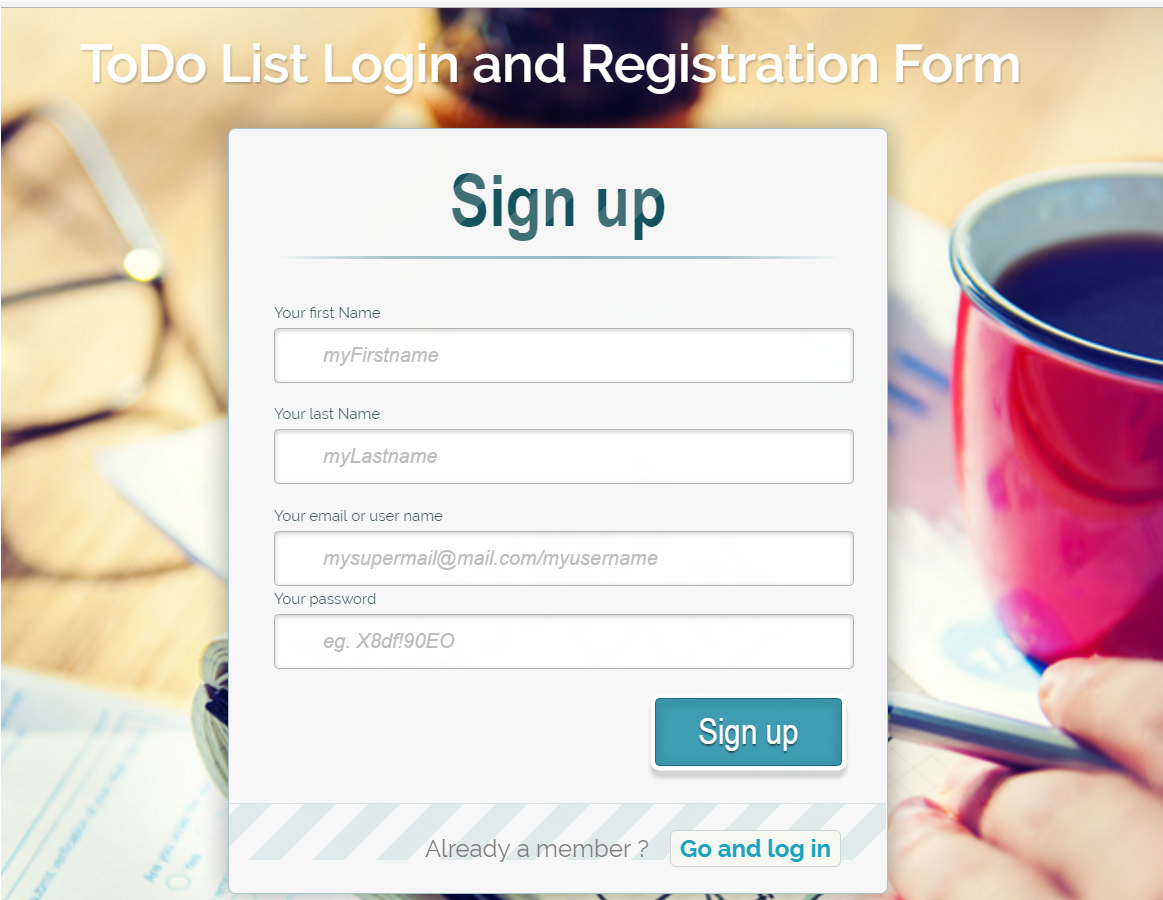 ToDo List Login and Registration Form
Sign up
Your first Name
myFirstname
Your last Name
myLastname
Your email or user name
mysupermail@mail.com/myusername
Your password
eg. X8df!90EO
Sign up
Already a member ? Go and log in